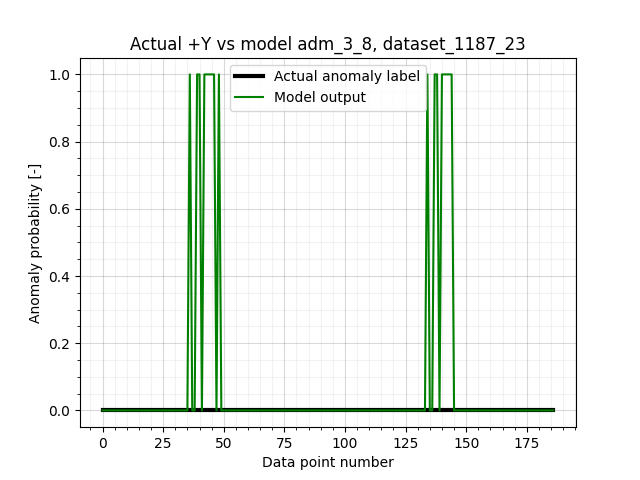 Actual +Y vs model adm_3_8, dataset_1187_23
Actual anomaly label
Model output
1.0
0.8
0.6
0.4
0.2
0.0
Anomaly probability [-]
0 25 50 75 100 125 150 175
Data point number